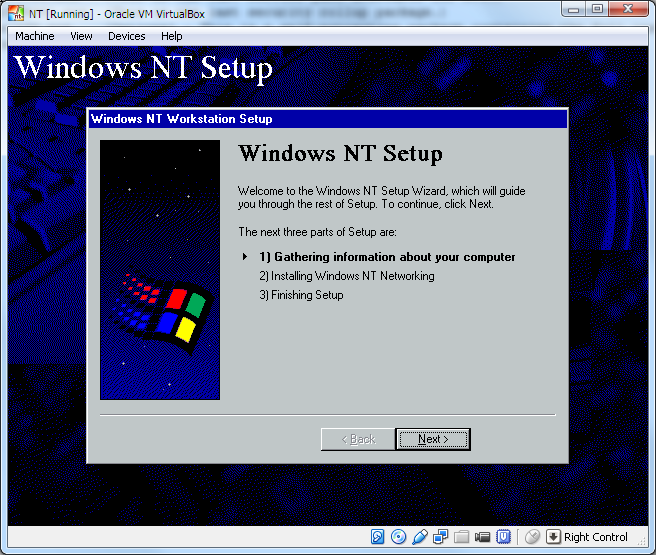 NT [Running] - Oracle VM VirtualBox
Machine View Devices Help
Windows NT Setup
Windows NT Workstation Setup
Windows NT Setup
Welcome to the Windows NT Setup Wizard, which will guide
you through the rest of Setup. To continue, click Next.
The next three parts of Setup are:
1) Gathering information about your computer
2) Installing Windows NT Networking
3) Finishing Setup
< Back Next >
Right Control